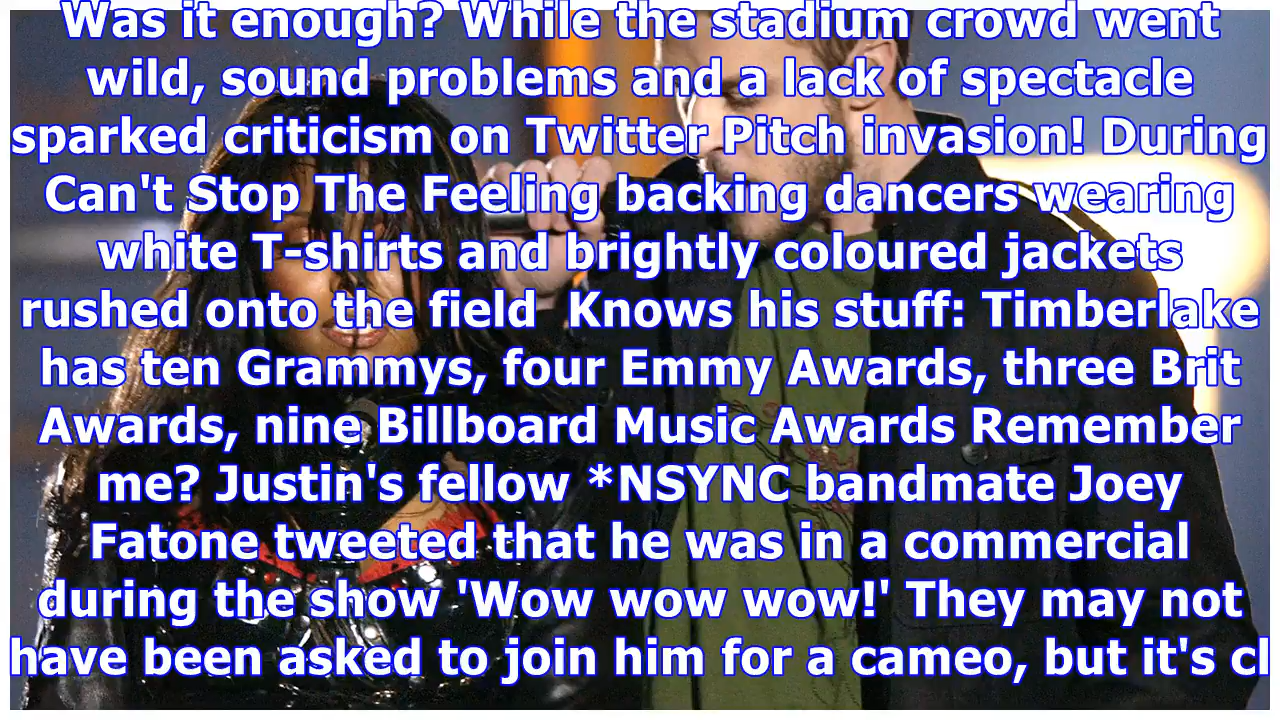 Was it enough? While the stadium crowd went
wild, sound problems and a lack of spectacle
sparked criticism on Twitter Pitch invasion! During
Can't Stop The Feeling backing dancers wearing
white T-shirts and brightly coloured jackets
rushed onto the field  Knows his stuff: Timberlake
has ten Grammys, four Emmy Awards, three Brit
Awards, nine Billboard Music Awards Remember
me? Justin's fellow *NSYNC bandmate Joey
Fatone tweeted that he was in a commercial
during the show 'Wow wow wow!' They may not
have been asked to join him for a cameo, but it's cl